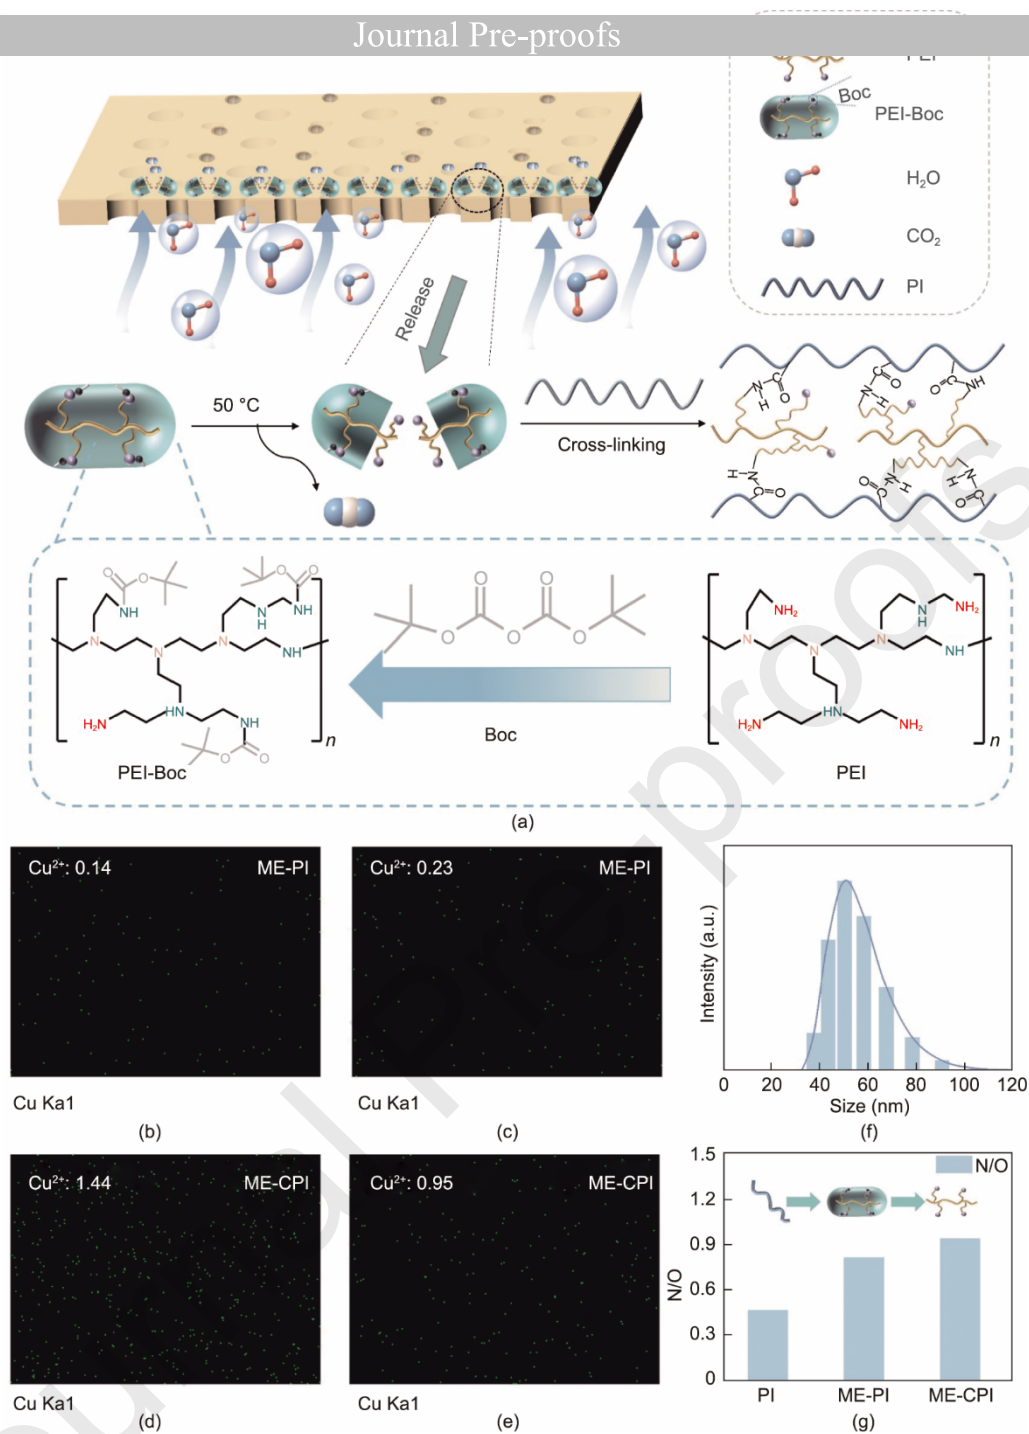 Journal Pre-proofs
PEI
Boc
PEI-Boc
H₂O
CO₂
PI
Release
50 °C
Cross-linking
N H C O
H N C O
C O NH
H N C O
C O N H
H N C O
O O NH
O O NH
N H
N N N NH
H₂N HN NH
O O
PEI-Boc
n
O O O O O
Boc
NH₂ N H NH₂
N N N NH
H₂N HN NH₂
PEI
n
(a)
Cu²⁺: 0.14 ME-PI
Cu Ka1
(b)
Cu²⁺: 0.23 ME-PI
Cu Ka1
(c)
Intensity (a.u.)
0 20 40 60 80 100 120
Size (nm)
(f)
Cu²⁺: 1.44 ME-CPI
Cu Ka1
(d)
Cu²⁺: 0.95 ME-CPI
Cu Ka1
(e)
1.5
1.2
0.9
0.6
0.3
0
N/O
N/O
PI ME-PI ME-CPI
(g)
Journal Pre-proofs